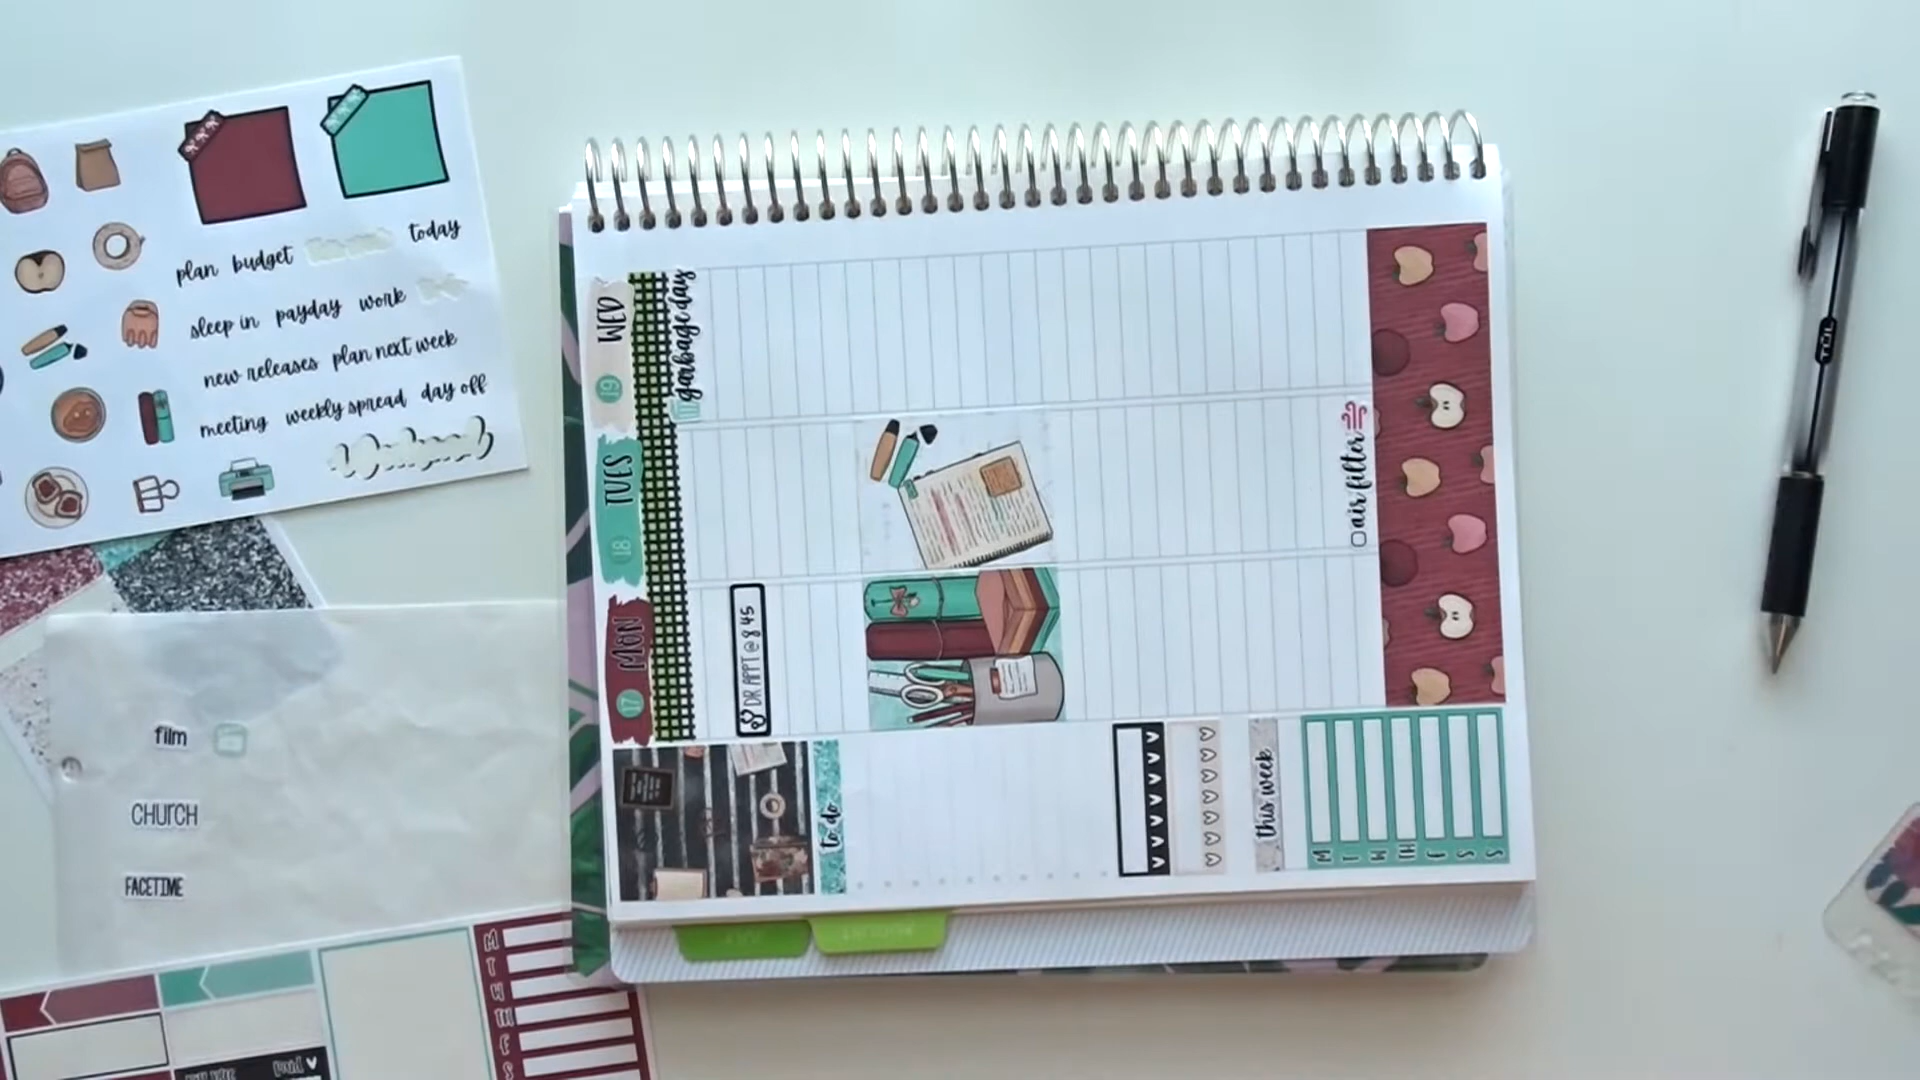 plan budget today
sleep in payday work
new releases plan next week
meeting weekly spread day off
film
CHURCH
FACETIME
M
T
W
TH
F
S
WED
19
garbage day
TUES
18
air filter
MON
17
DR APPT @ 8 45
to do
this week
M
T
W
TH
F
S
S
TUL